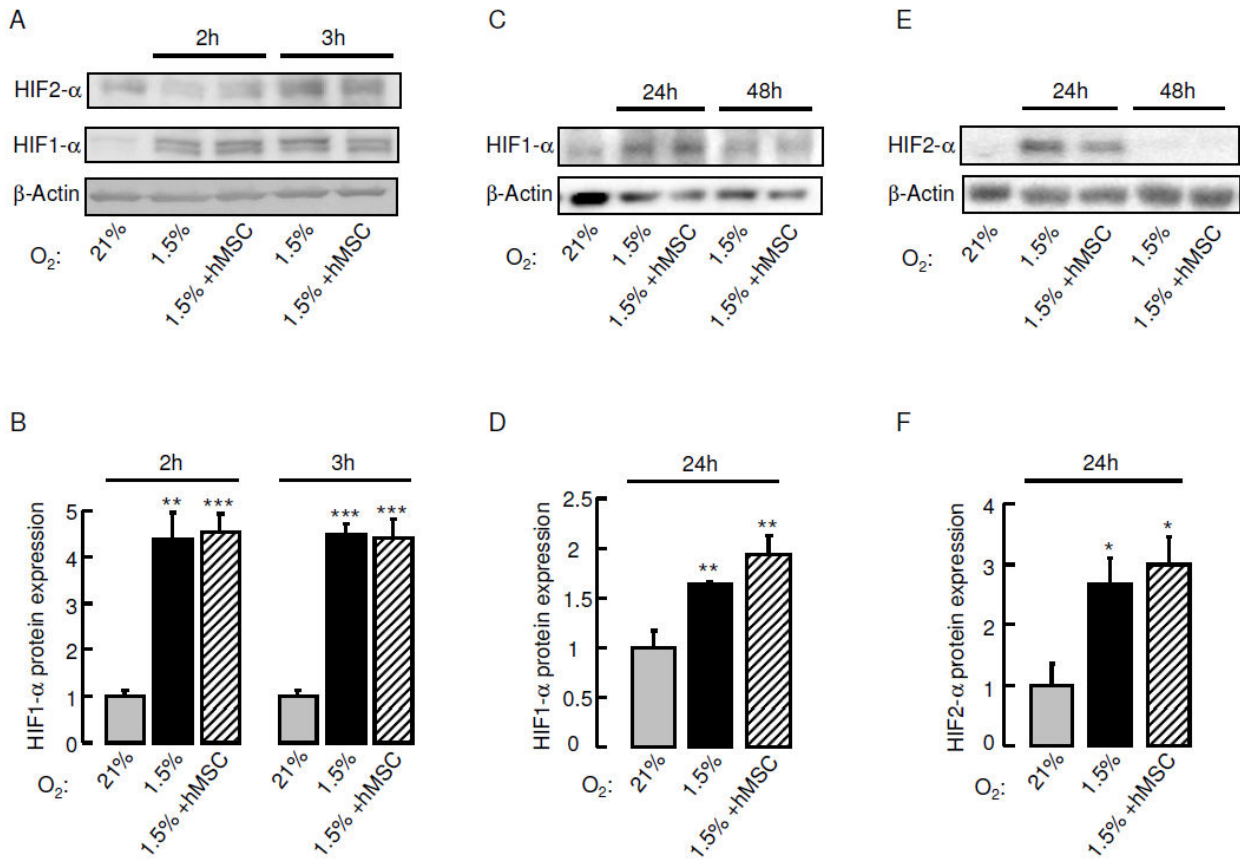 A
2h 3h
HIF2-α
HIF1-α
β-Actin
O2: 21% 1.5% 1.5% +hMSC 1.5% 1.5% +hMSC
C
24h 48h
HIF1-α
β-Actin
O2: 21% 1.5% 1.5% +hMSC 1.5% 1.5% +hMSC
E
24h 48h
HIF2-α
β-Actin
O2: 21% 1.5% 1.5% +hMSC 1.5% 1.5% +hMSC
B
2h 3h
HIF1-α protein expression
5
4
3
2
1
0
** *** *** ***
O2: 21% 1.5% 1.5% +hMSC 21% 1.5% 1.5% +hMSC
D
24h
HIF1-α protein expression
2.5
2
1.5
1
0.5
0
** **
O2: 21% 1.5% 1.5% +hMSC
F
24h
HIF2-α protein expression
4
3
2
1
0
* *
O2: 21% 1.5% 1.5% +hMSC